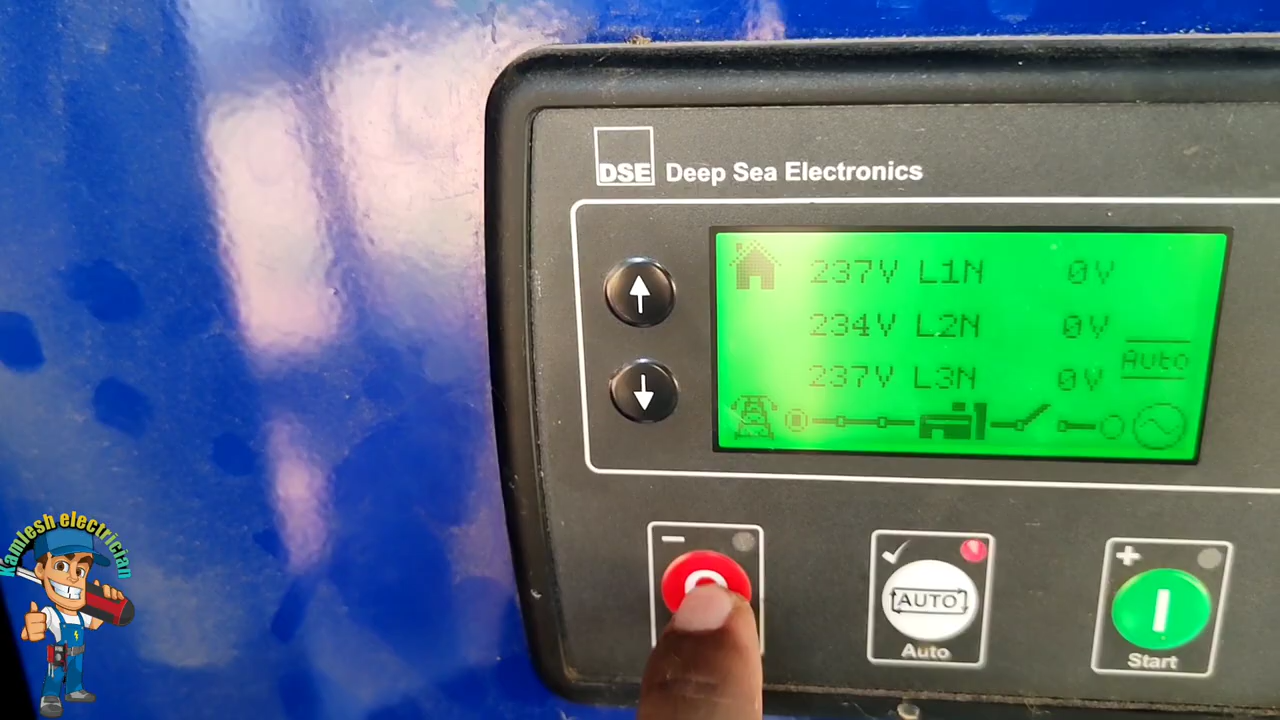 DSE Deep Sea Electronics
237V L1N 0V
234V L2N 0V
237V L3N 0V
Auto
AUTO
Auto
Start
Kamlesh electrician